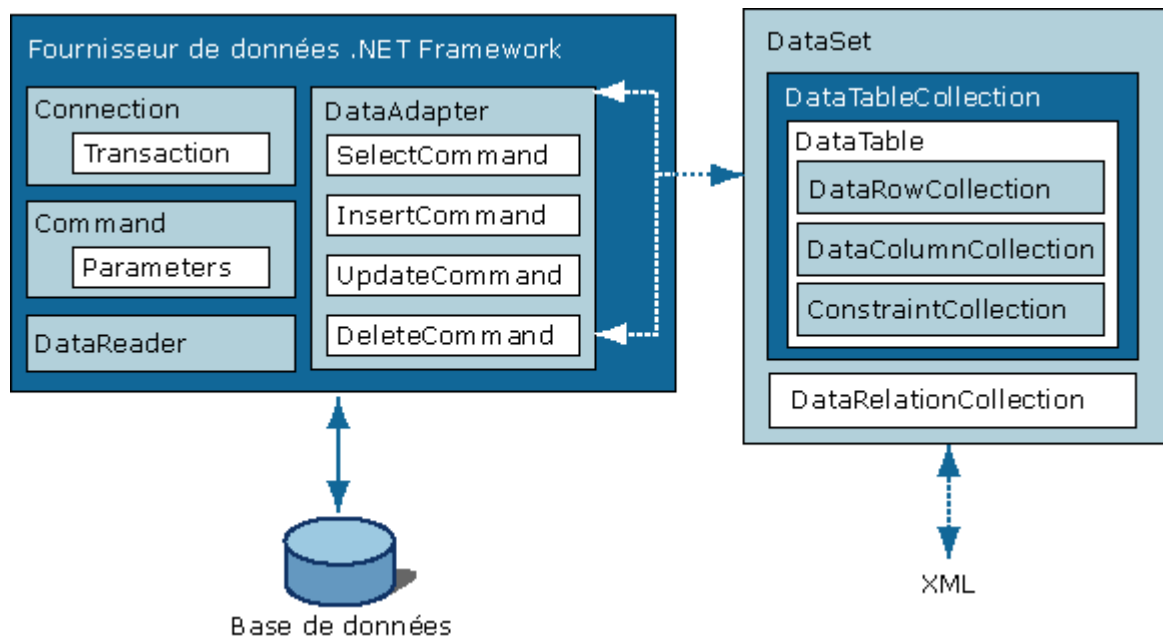 Fournisseur de données .NET Framework
Connection
Transaction
Command
Parameters
DataReader
DataAdapter
SelectCommand
InsertCommand
UpdateCommand
DeleteCommand
Base de données
DataSet
DataTableCollection
DataTable
DataRowCollection
DataColumnCollection
ConstraintCollection
DataRelationCollection
XML